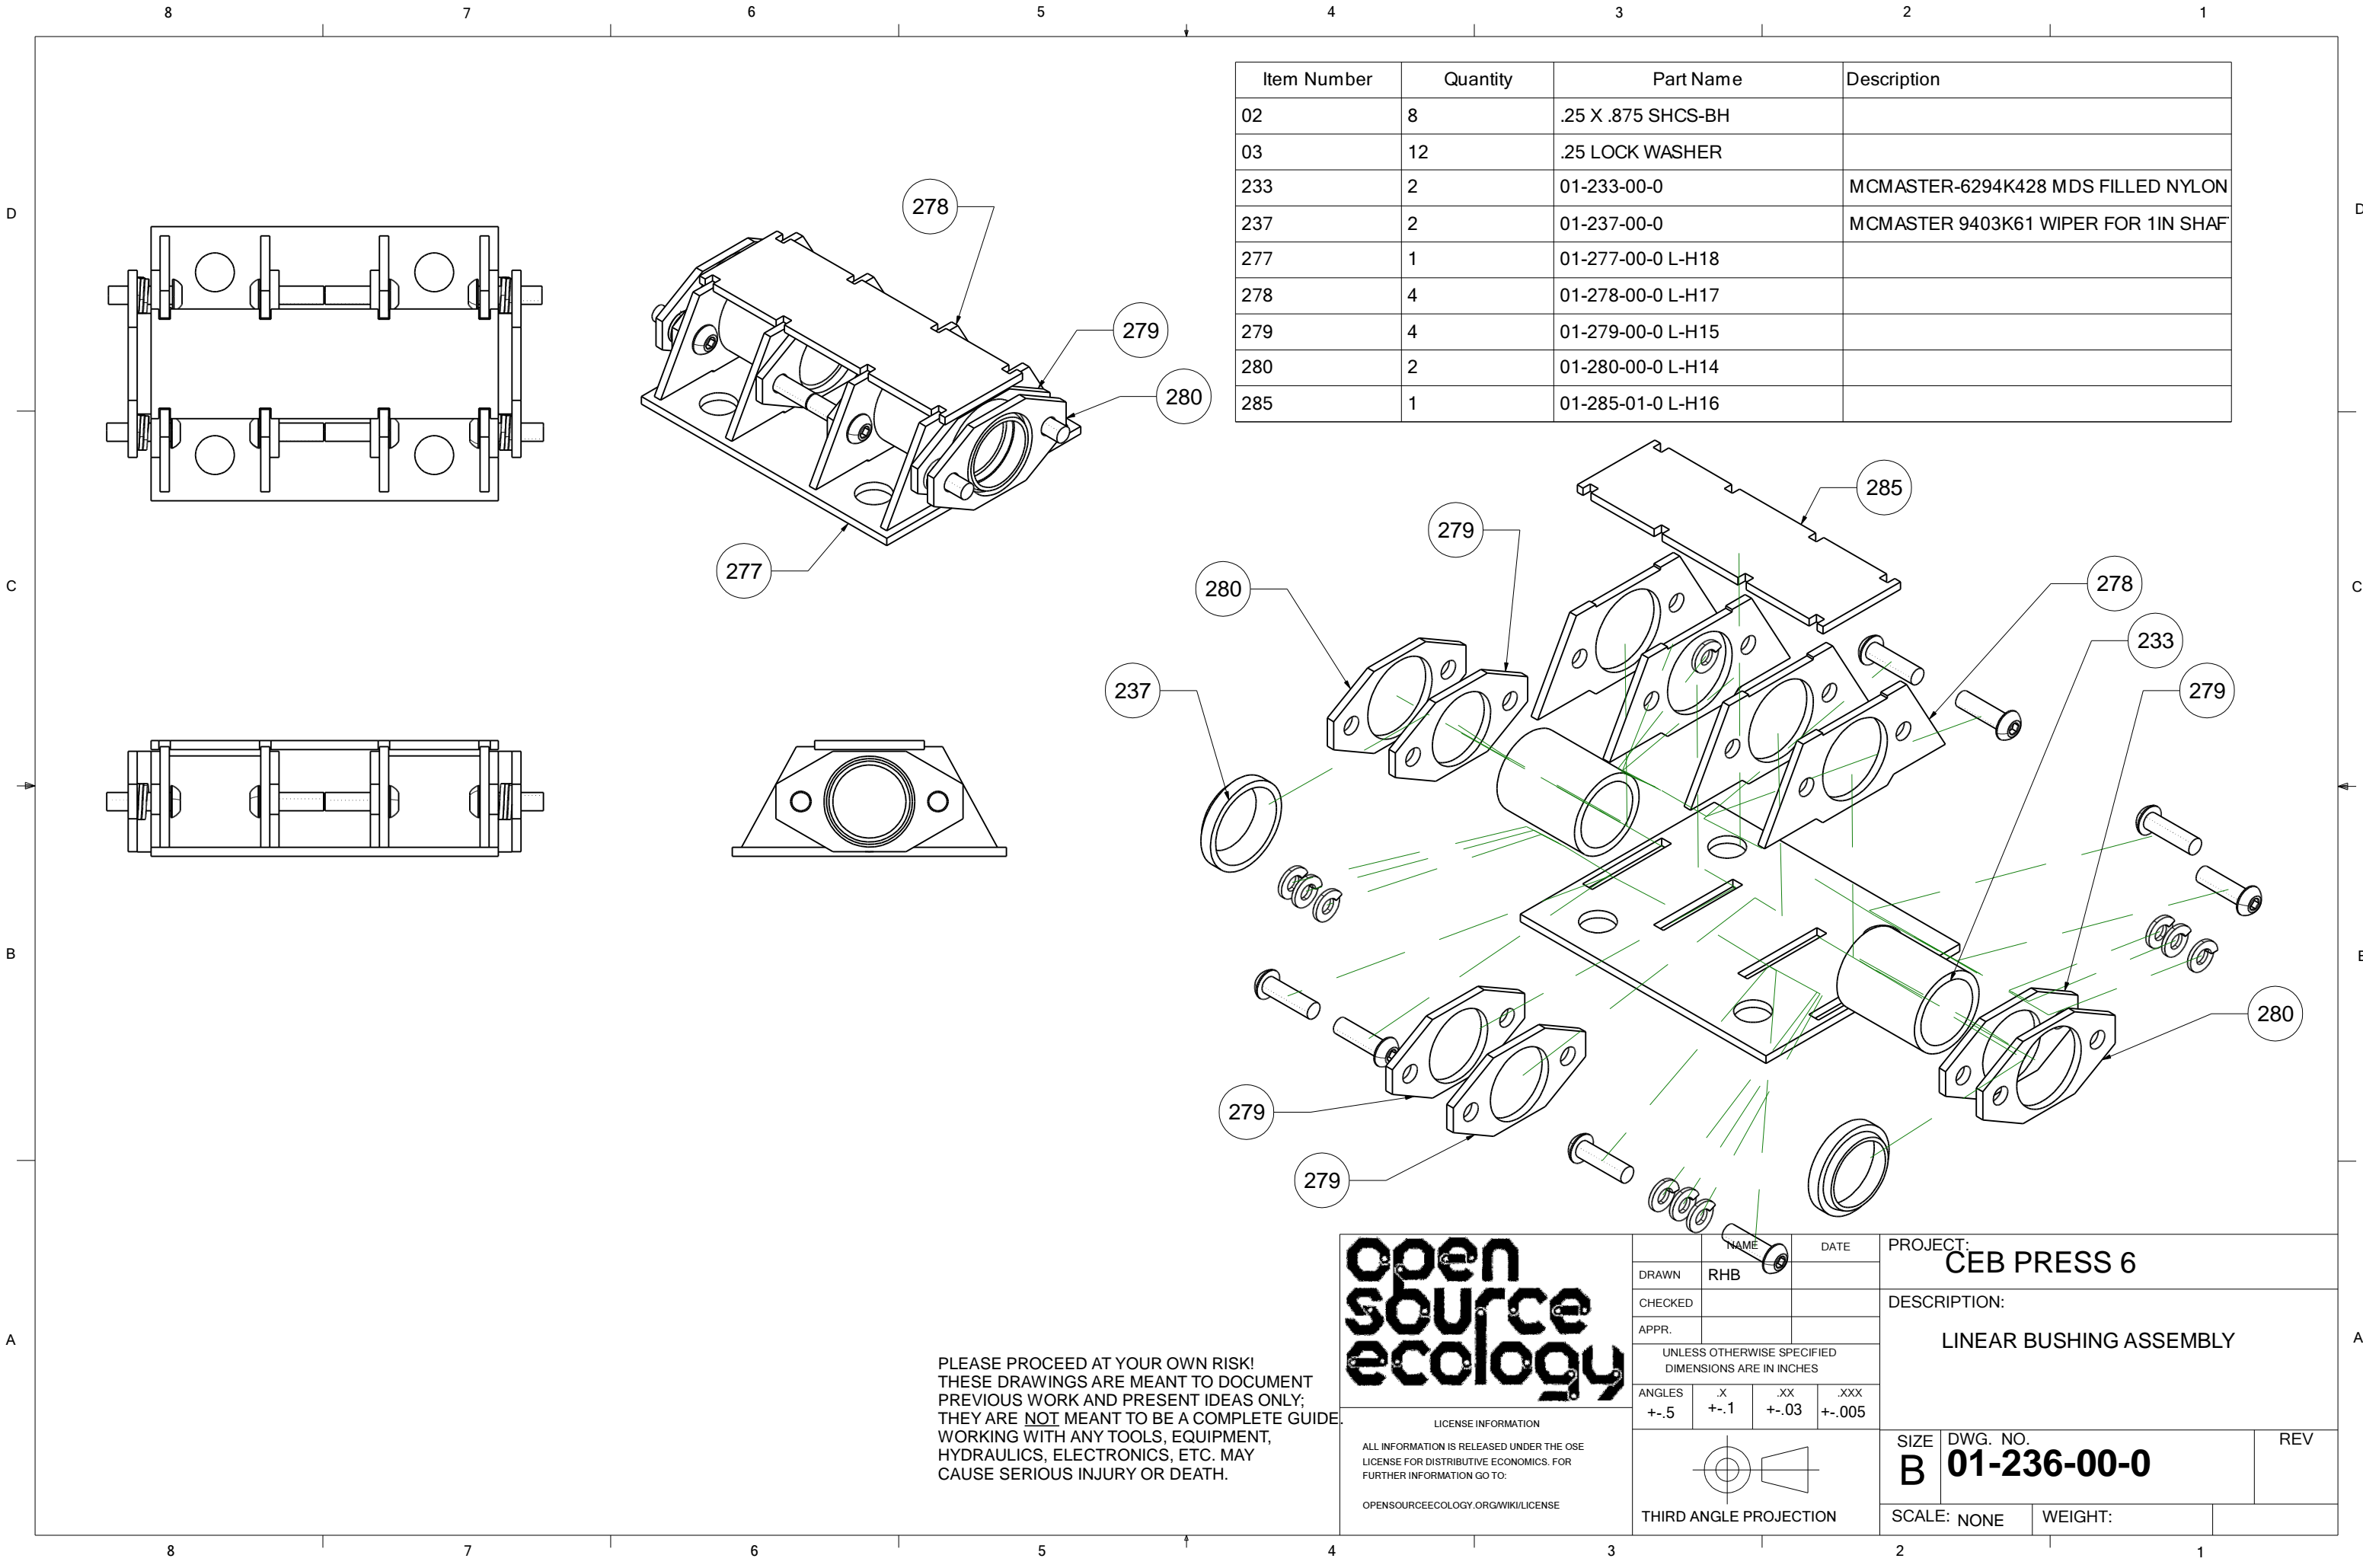 8 7 6 5 4 3 2 1
Item Number Quantity Part Name Description
02 8 .25 X .875 SHCS-BH
03 12 .25 LOCK WASHER
233 2 01-233-00-0 MCMASTER-6294K428 MDS FILLED NYLON
237 2 01-237-00-0 MCMASTER 9403K61 WIPER FOR 1IN SHAF
277 1 01-277-00-0 L-H18
278 4 01-278-00-0 L-H17
279 4 01-279-00-0 L-H15
280 2 01-280-00-0 L-H14
285 1 01-285-01-0 L-H16
D
D
278
279
280
277
285
279
280
278
233
237
279
280
279
279
C
C
B
B
A
A
PLEASE PROCEED AT YOUR OWN RISK!
THESE DRAWINGS ARE MEANT TO DOCUMENT
PREVIOUS WORK AND PRESENT IDEAS ONLY;
THEY ARE NOT MEANT TO BE A COMPLETE GUIDE.
WORKING WITH ANY TOOLS, EQUIPMENT,
HYDRAULICS, ELECTRONICS, ETC. MAY
CAUSE SERIOUS INJURY OR DEATH.
open
source
ecology
LICENSE INFORMATION
ALL INFORMATION IS RELEASED UNDER THE OSE
LICENSE FOR DISTRIBUTIVE ECONOMICS. FOR
FURTHER INFORMATION GO TO:
OPENSOURCEECOLOGY.ORG/WIKI/LICENSE
NAME DATE
DRAWN RHB
CHECKED
APPR.
UNLESS OTHERWISE SPECIFIED
DIMENSIONS ARE IN INCHES
ANGLES .X .XX .XXX
+-.5 +-.1 +-.03 +-.005
THIRD ANGLE PROJECTION
PROJECT:
CEB PRESS 6
DESCRIPTION:
LINEAR BUSHING ASSEMBLY
SIZE DWG. NO. REV
B 01-236-00-0
SCALE: NONE WEIGHT:
8 7 6 5 4 3 2 1